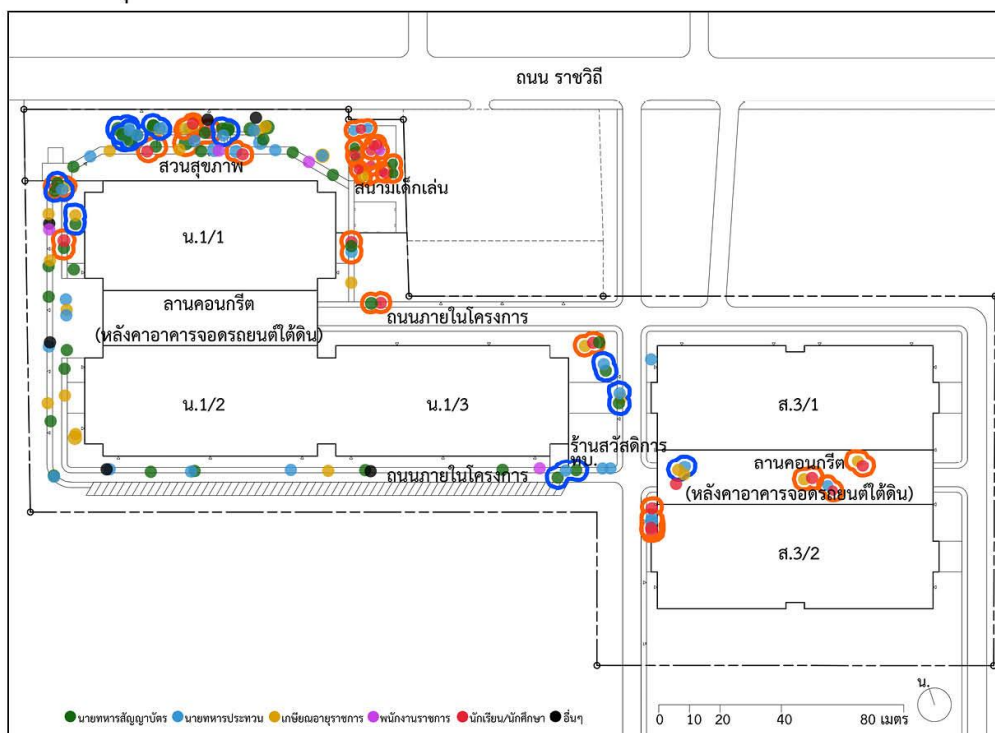 ถนน ราชวิถี
สวนสุขภาพ
สนามเด็กเล่น
น.1/1
ลานคอนกรีต
(หลังคาอาคารจอดรถยนต์ใต้ดิน)
ถนนภายในโครงการ
น.1/2
น.1/3
ส.3/1
ร้านสวัสดิการ
ทบ.
ถนนภายในโครงการ
ลานคอนกรีต
(หลังคาอาคารจอดรถยนต์ใต้ดิน)
ส.3/2
น.
นายทหารสัญญาบัตร นายทหารประทวน เกษียณอายุราชการ พนักงานราชการ นักเรียน/นักศึกษา อื่นๆ
0 10 20 40 80 เมตร